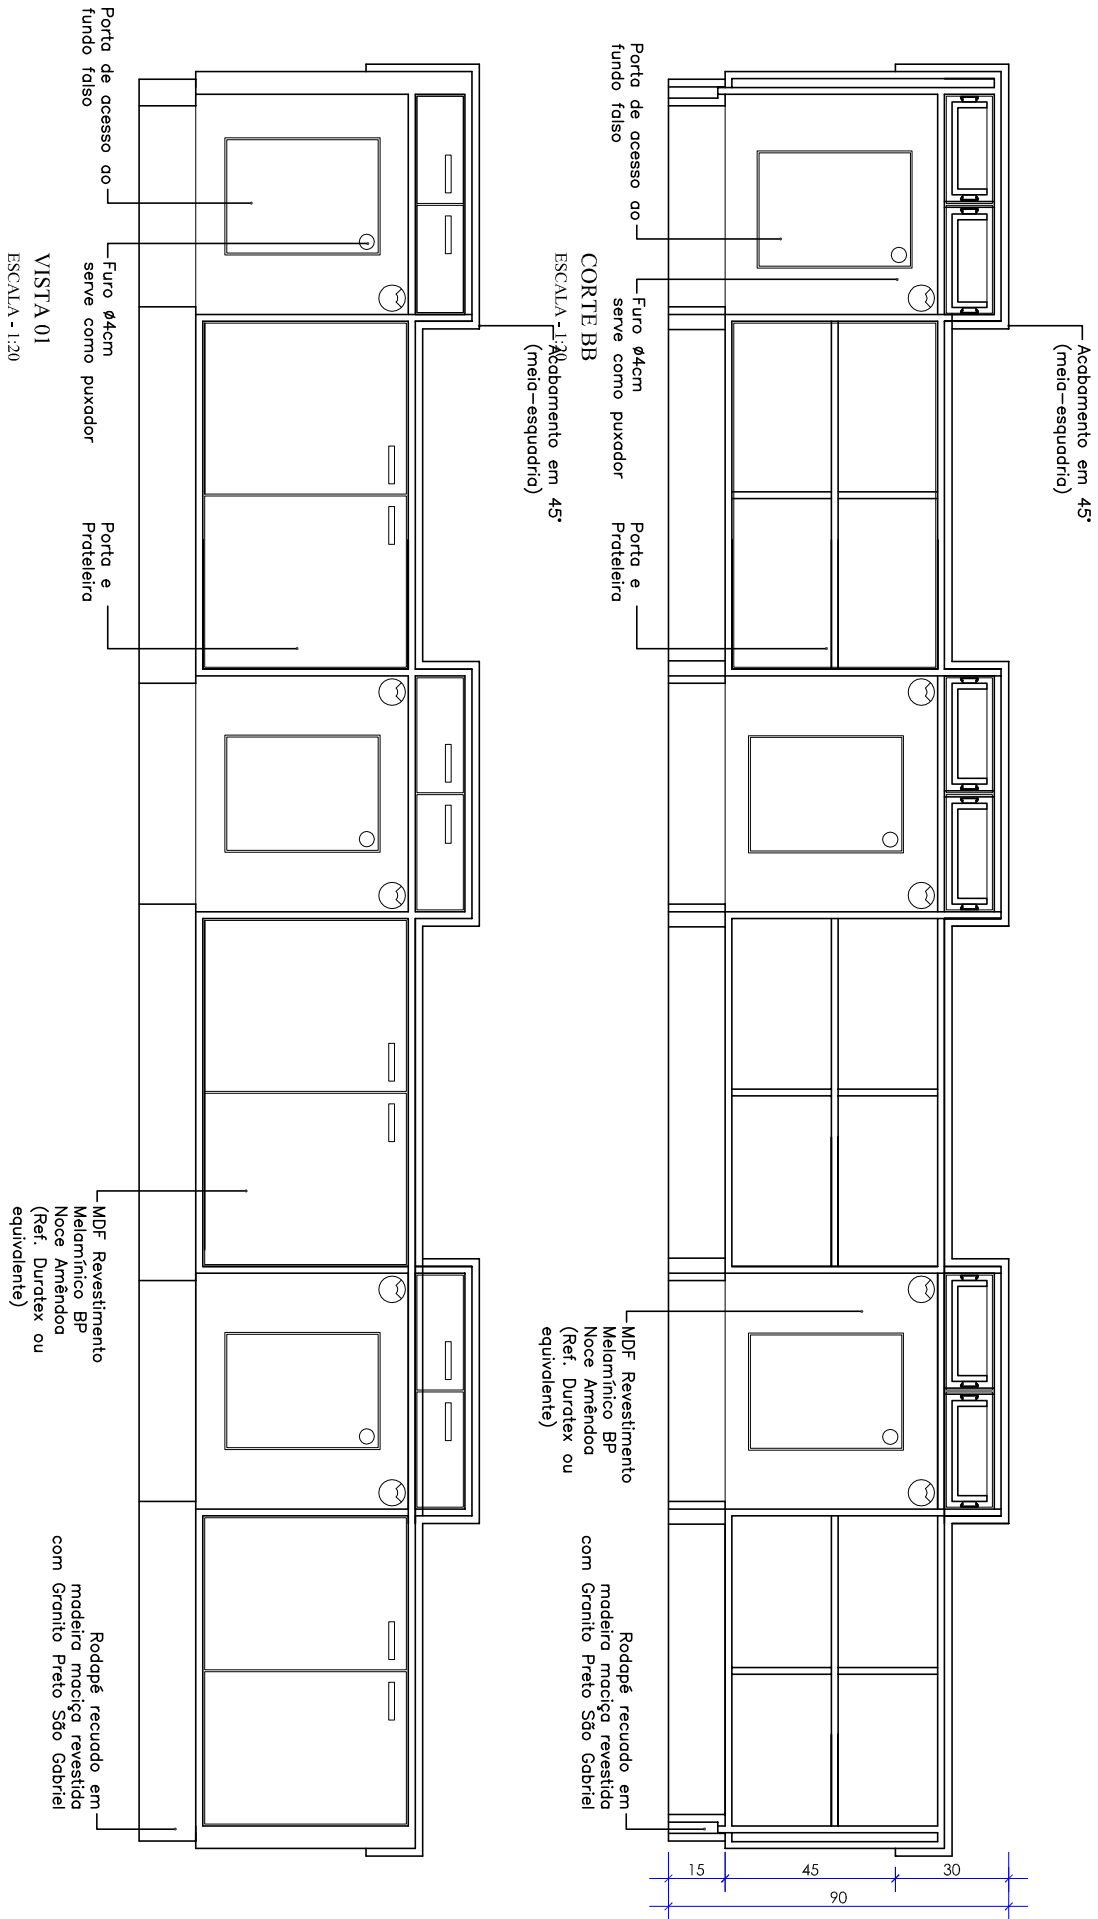 Acabamento em 45°
(meia-esquadria)
Porta de acesso ao
fundo falso
Furo Ø4cm
serve como puxador
Porta e
Prateleira
MDF Revestimento
Melamínico BP
Noce Amêndoa
(Ref. Duratex ou
equivalente)
Rodapé recuado em
madeira maciça revestida
com Granito Preto São Gabriel
30
45
15
90
CORTE BB
ESCALA - 1:20
Acabamento em 45°
(meia-esquadria)
Porta de acesso ao
fundo falso
Furo Ø4cm
serve como puxador
Porta e
Prateleira
MDF Revestimento
Melamínico BP
Noce Amêndoa
(Ref. Duratex ou
equivalente)
Rodapé recuado em
madeira maciça revestida
com Granito Preto São Gabriel
VISTA 01
ESCALA - 1:20